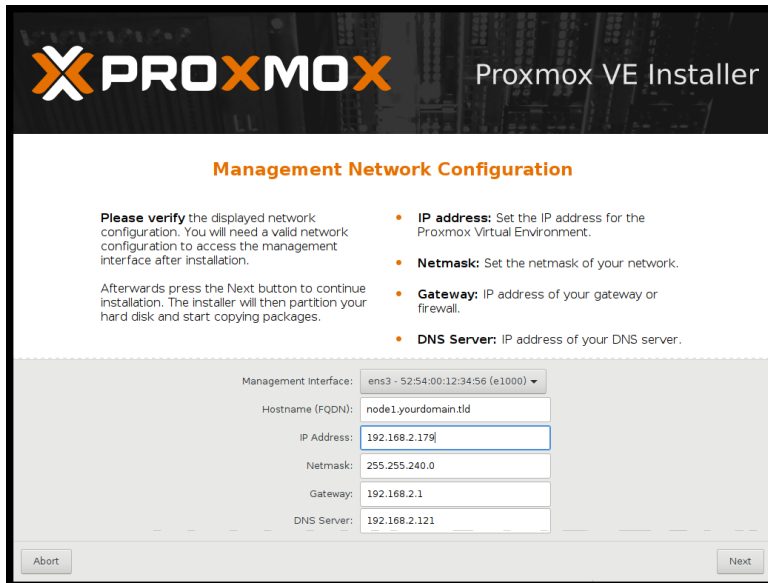 PROXMOX
Proxmox VE Installer
Management Network Configuration
Please verify the displayed network
configuration. You will need a valid network
configuration to access the management
interface after installation.
Afterwards press the Next button to continue
installation. The installer will then partition your
hard disk and start copying packages.
• IP address: Set the IP address for the
Proxmox Virtual Environment.
• Netmask: Set the netmask of your network.
• Gateway: IP address of your gateway or
firewall.
• DNS Server: IP address of your DNS server.
Management Interface: ens3 - 52:54:00:12:34:56 (e1000)
Hostname (FQDN): node1.yourdomain.tld
IP Address: 192.168.2.179
Netmask: 255.255.240.0
Gateway: 192.168.2.1
DNS Server: 192.168.2.121
Abort
Next